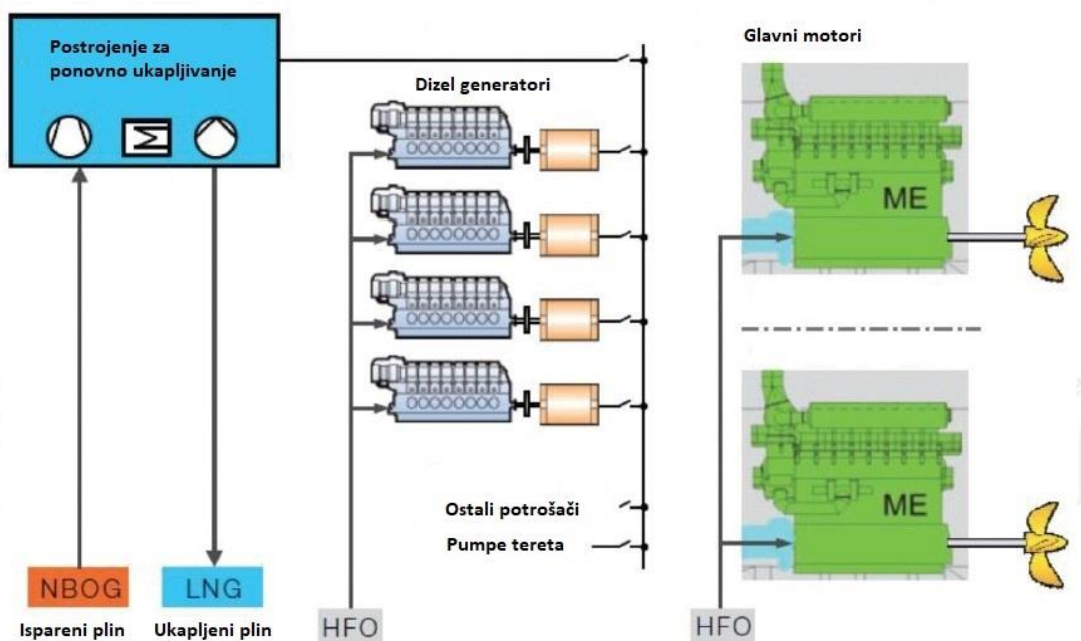 Postrojenje za
ponovno ukapljivanje
Dizel generatori
Glavni motori
ME
Ostali potrošači
Pumpe tereta
ME
NBOG
LNG
HFO
HFO
Ispareni plin
Ukapljeni plin